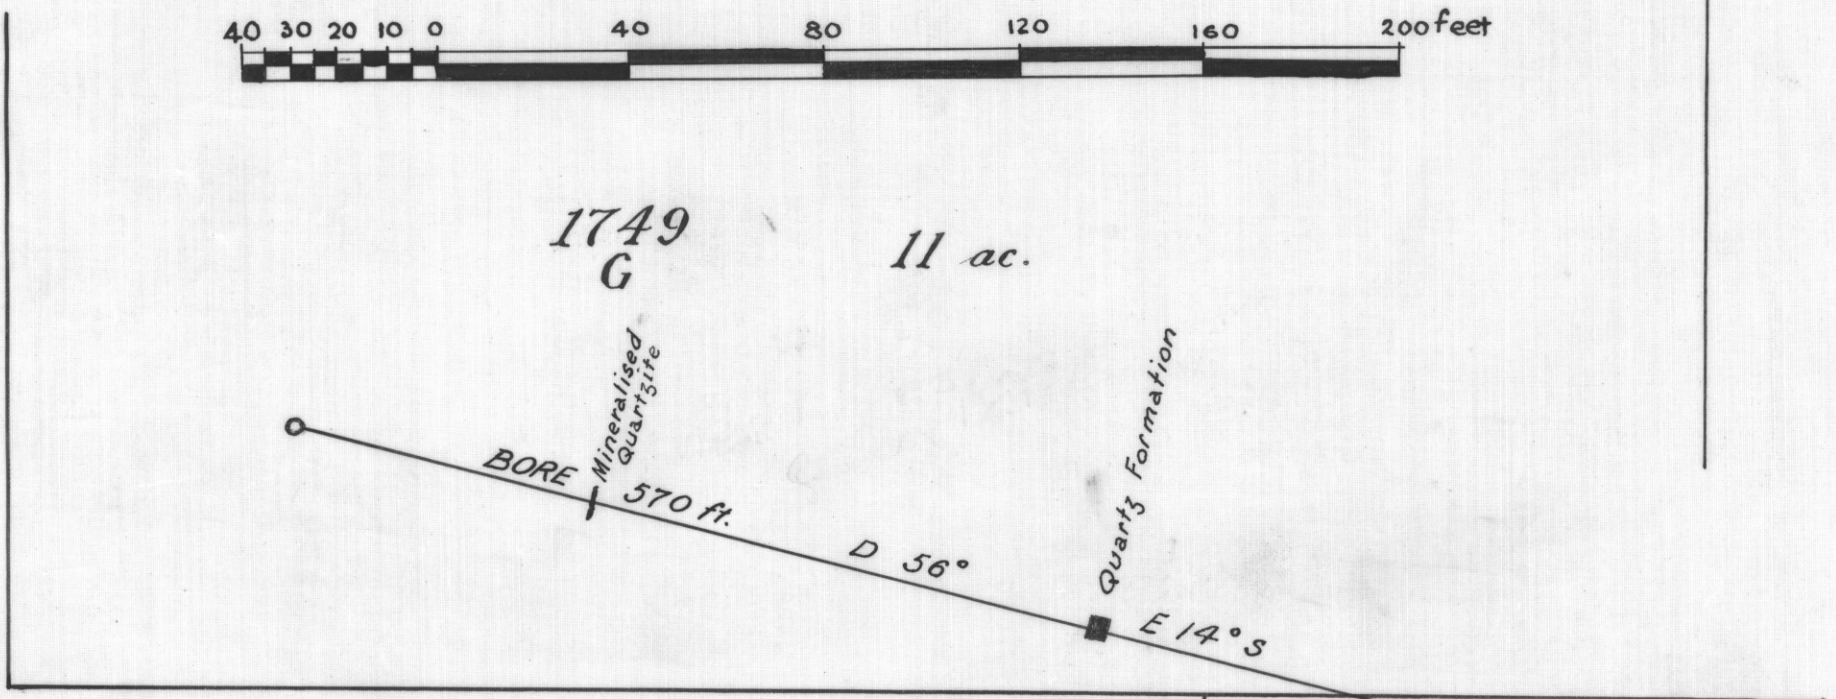 40 30 20 10 0 40 80 120 160 200 feet
1749
G
11 ac.
Mineralised
Quartzite
Quartz Formation
BORE 570 ft. D 56° E 14° S